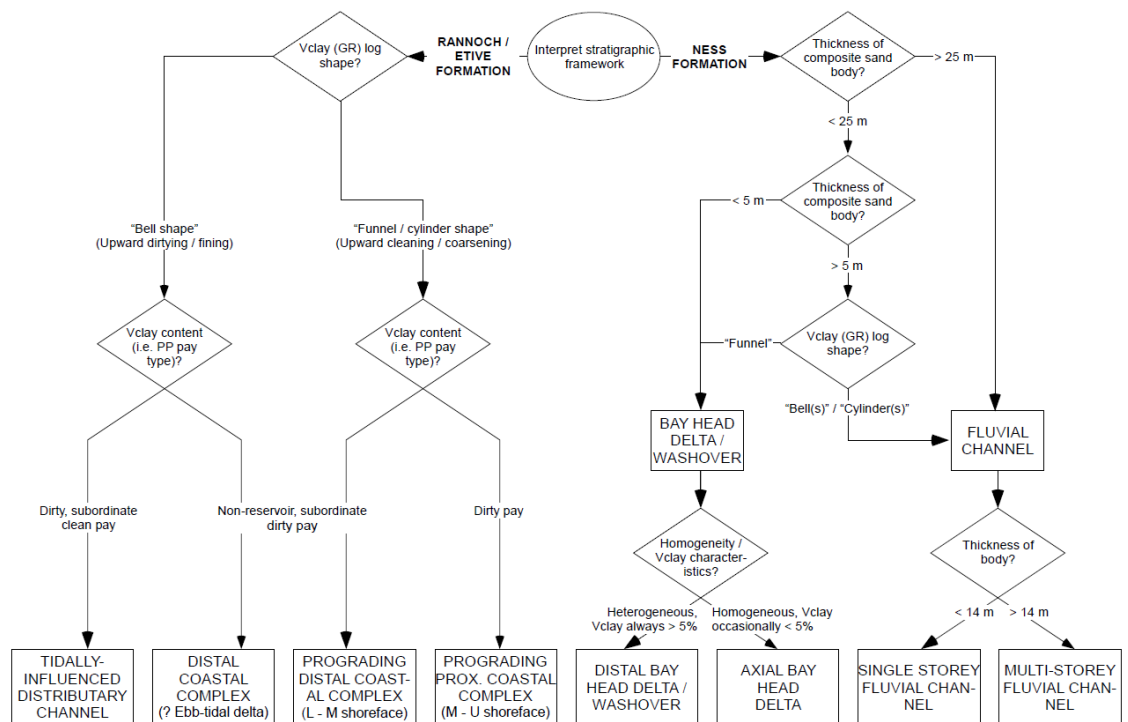 Vclay (GR) log
shape?
RANNOCH /
ETIVE
FORMATION
Interpret stratigraphic
framework
NESS
FORMATION
Thickness of
composite sand
body?
> 25 m
< 25 m
Thickness of
composite sand
body?
< 5 m
> 5 m
“Bell shape”
(Upward dirtying / fining)
“Funnel / cylinder shape”
(Upward cleaning / coarsening)
Vclay content
(i.e. PP pay
type)?
Vclay content
(i.e. PP pay
type)?
Vclay (GR) log
shape?
“Funnel”
“Bell(s)” / “Cylinder(s)”
BAY HEAD
DELTA /
WASHOVER
FLUVIAL
CHANNEL
Dirty, subordinate
clean pay
Non-reservoir, subordinate
dirty pay
Dirty pay
Homogeneity /
Vclay character-
istics?
Thickness of
body?
Heterogeneous,
Vclay always > 5%
Homogeneous, Vclay
occasionally < 5%
< 14 m
> 14 m
TIDALLY-
INFLUENCED
DISTRIBUTARY
CHANNEL
DISTAL
COASTAL
COMPLEX
(? Ebb-tidal delta)
PROGRADING
DISTAL COAST-
AL COMPLEX
(L - M shoreface)
PROGRADING
PROX. COASTAL
COMPLEX
(M - U shoreface)
DISTAL BAY
HEAD DELTA /
WASHOVER
AXIAL BAY
HEAD
DELTA
SINGLE STOREY
FLUVIAL CHAN-
NEL
MULTI-STOREY
FLUVIAL CHAN-
NEL